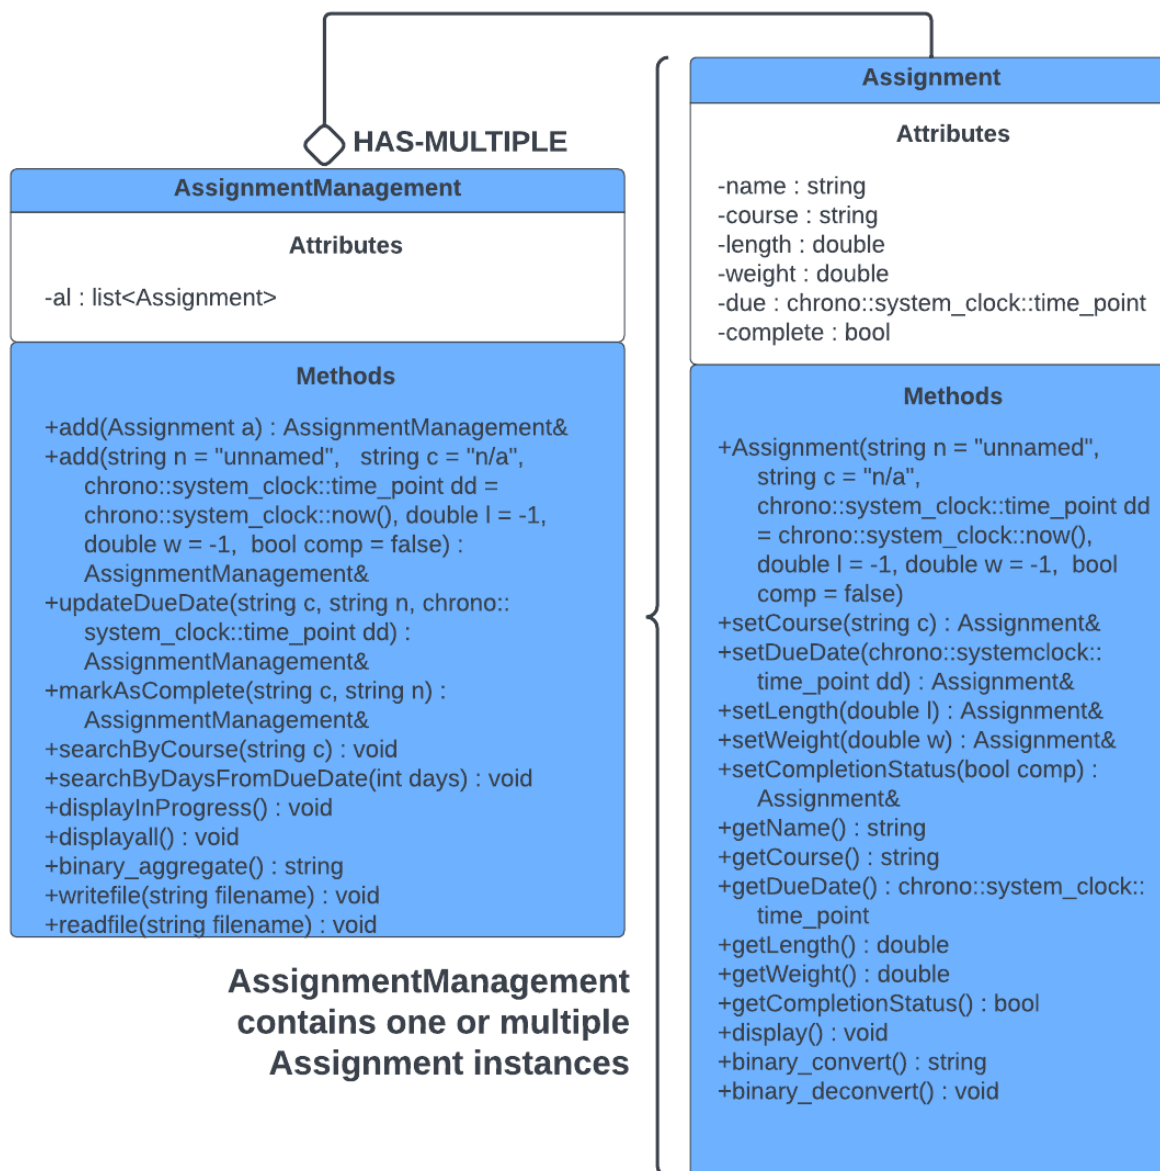 HAS-MULTIPLE
AssignmentManagement
Attributes
-al : list<Assignment>
Methods
+add(Assignment a) : AssignmentManagement&
+add(string n = "unnamed",   string c = "n/a",
chrono::system_clock::time_point dd =
chrono::system_clock::now(), double l = -1,
double w = -1,  bool comp = false) :
AssignmentManagement&
+updateDueDate(string c, string n, chrono::
system_clock::time_point dd) :
AssignmentManagement&
+markAsComplete(string c, string n) :
AssignmentManagement&
+searchByCourse(string c) : void
+searchByDaysFromDueDate(int days) : void
+displayInProgress() : void
+displayall() : void
+binary_aggregate() : string
+writefile(string filename) : void
+readfile(string filename) : void
AssignmentManagement
contains one or multiple
Assignment instances
Assignment
Attributes
-name : string
-course : string
-length : double
-weight : double
-due : chrono::system_clock::time_point
-complete : bool
Methods
+Assignment(string n = "unnamed",
string c = "n/a",
chrono::system_clock::time_point dd
= chrono::system_clock::now(),
double l = -1, double w = -1,  bool
comp = false)
+setCourse(string c) : Assignment&
+setDueDate(chrono::systemclock::
time_point dd) : Assignment&
+setLength(double l) : Assignment&
+setWeight(double w) : Assignment&
+setCompletionStatus(bool comp) :
Assignment&
+getName() : string
+getCourse() : string
+getDueDate() : chrono::system_clock::
time_point
+getLength() : double
+getWeight() : double
+getCompletionStatus() : bool
+display() : void
+binary_convert() : string
+binary_deconvert() : void